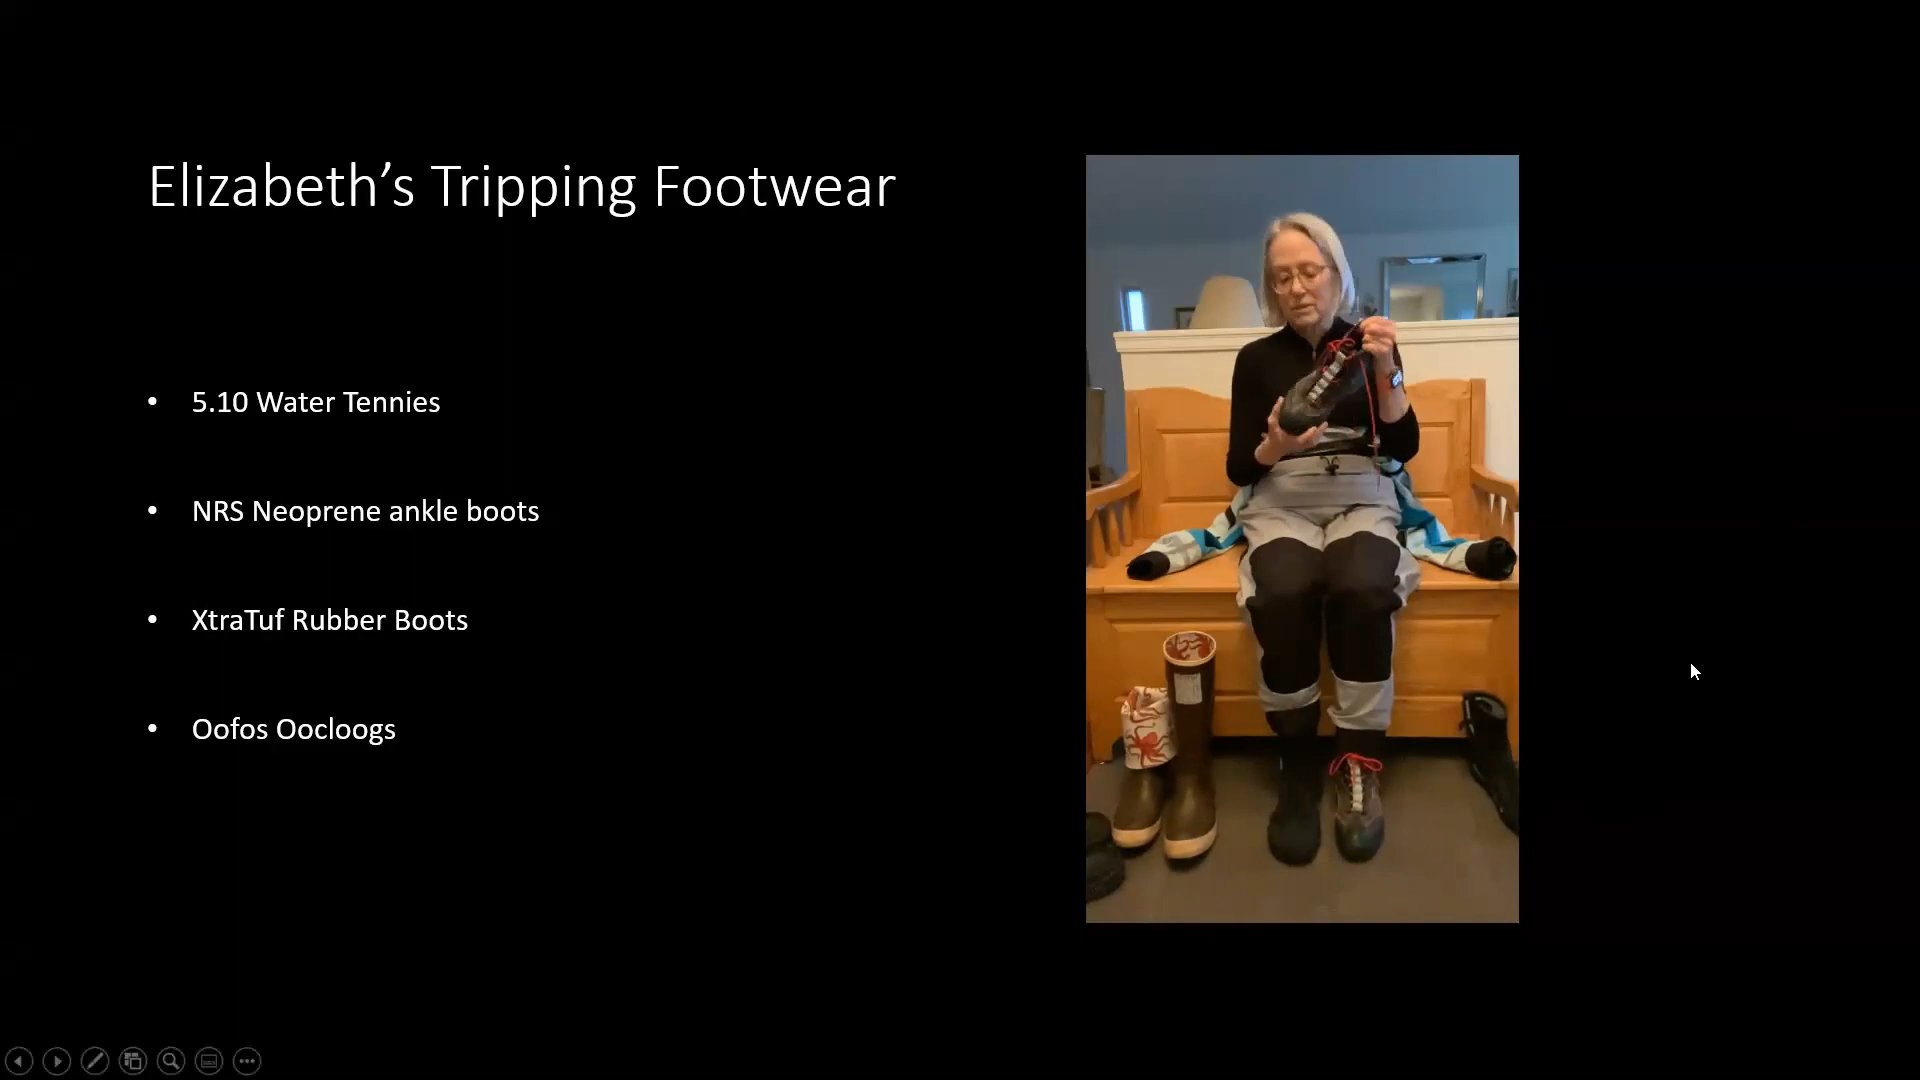 Elizabeth’s Tripping Footwear
• 5.10 Water Tennies
• NRS Neoprene ankle boots
• XtraTuf Rubber Boots
• Oofos Oocloogs